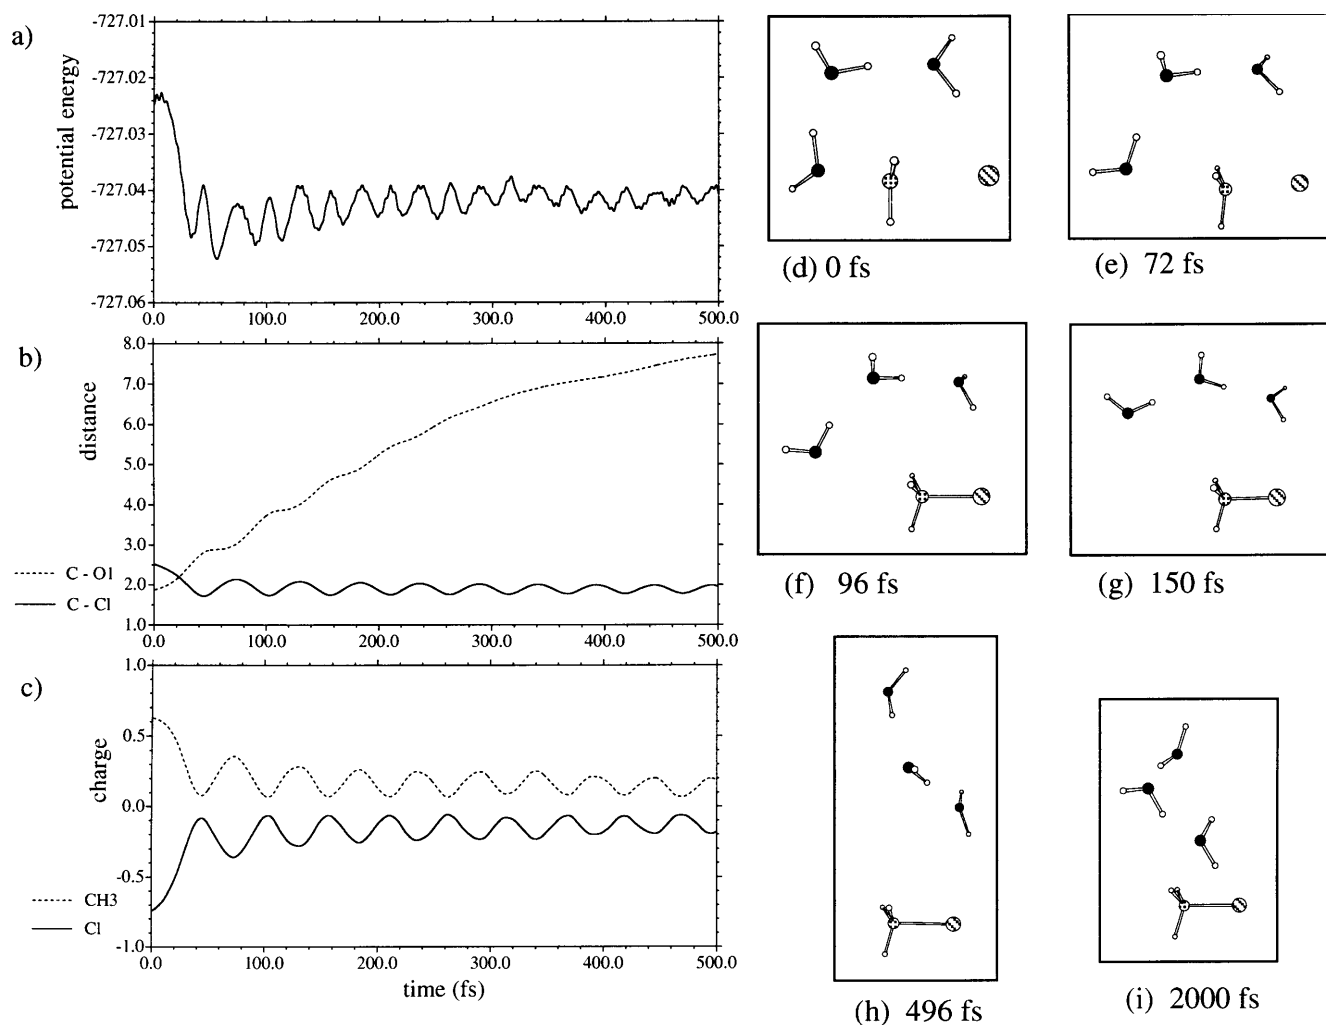 a)
potential energy
-727.01
-727.02
-727.03
-727.04
-727.05
-727.06
0.0 100.0 200.0 300.0 400.0 500.0
b)
distance
8.0
7.0
6.0
5.0
4.0
3.0
2.0
1.0
C - O1
C - Cl
0.0 100.0 200.0 300.0 400.0 500.0
c)
charge
1.0
0.5
0.0
-0.5
-1.0
CH3
Cl
0.0 100.0 200.0 300.0 400.0 500.0
time (fs)
(d) 0 fs
(e) 72 fs
(f) 96 fs
(g) 150 fs
(h) 496 fs
(i) 2000 fs